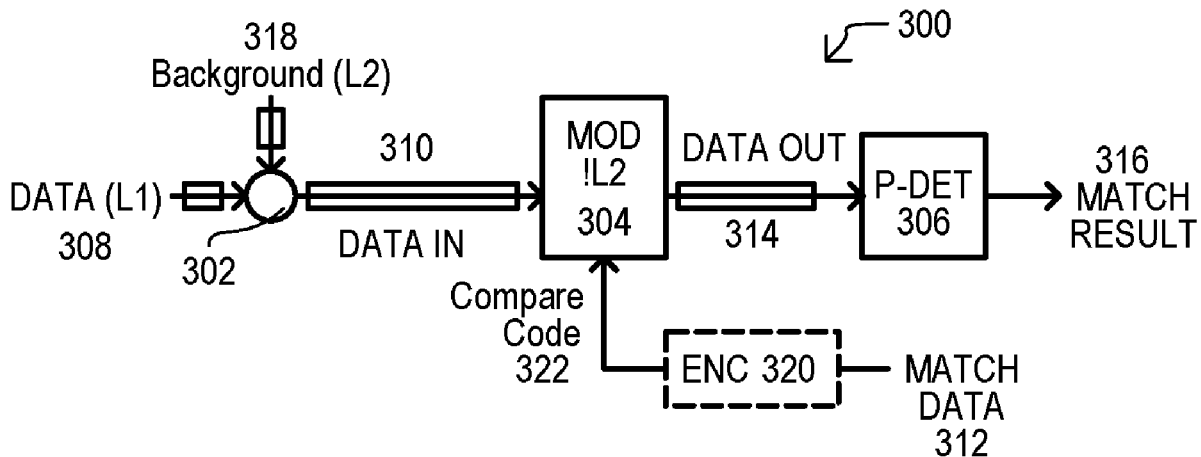 300
318
Background (L2)
310
DATA (L1)
308
302
DATA IN
MOD
!L2
304
DATA OUT
314
P-DET
306
316
MATCH
RESULT
Compare
Code
322
ENC 320
MATCH
DATA
312